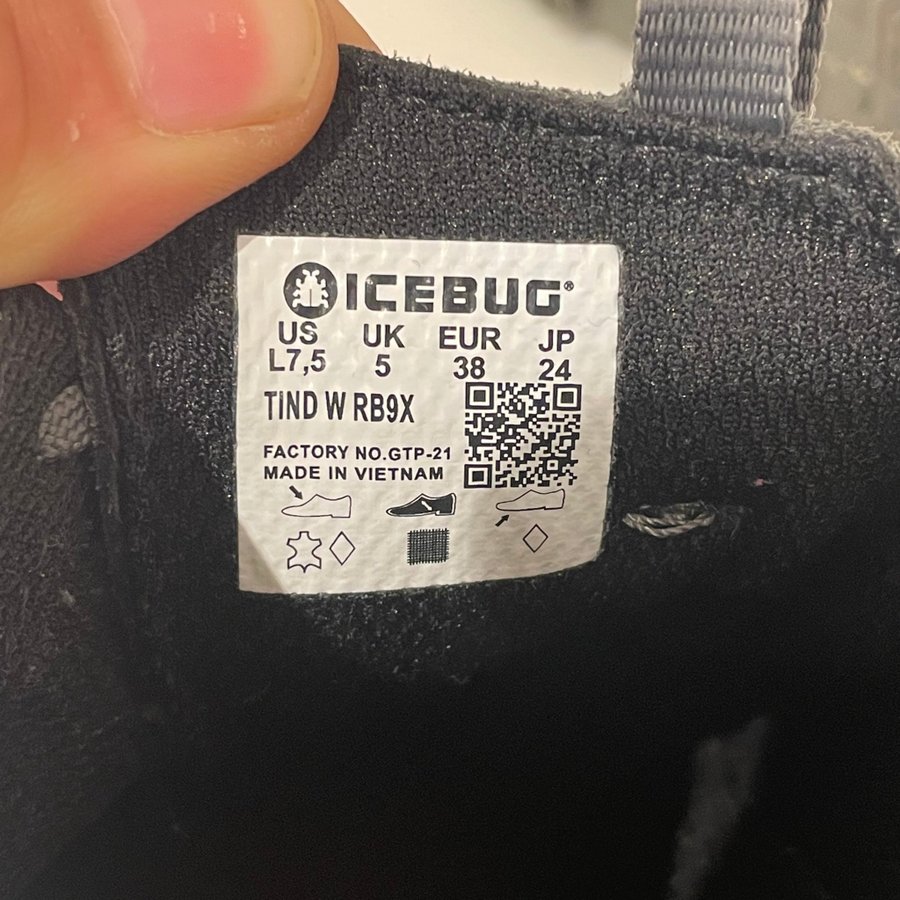 ICEBUG®
US UK EUR JP
L7,5 5 38 24
TIND W RB9X
FACTORY NO.GTP-21
MADE IN VIETNAM